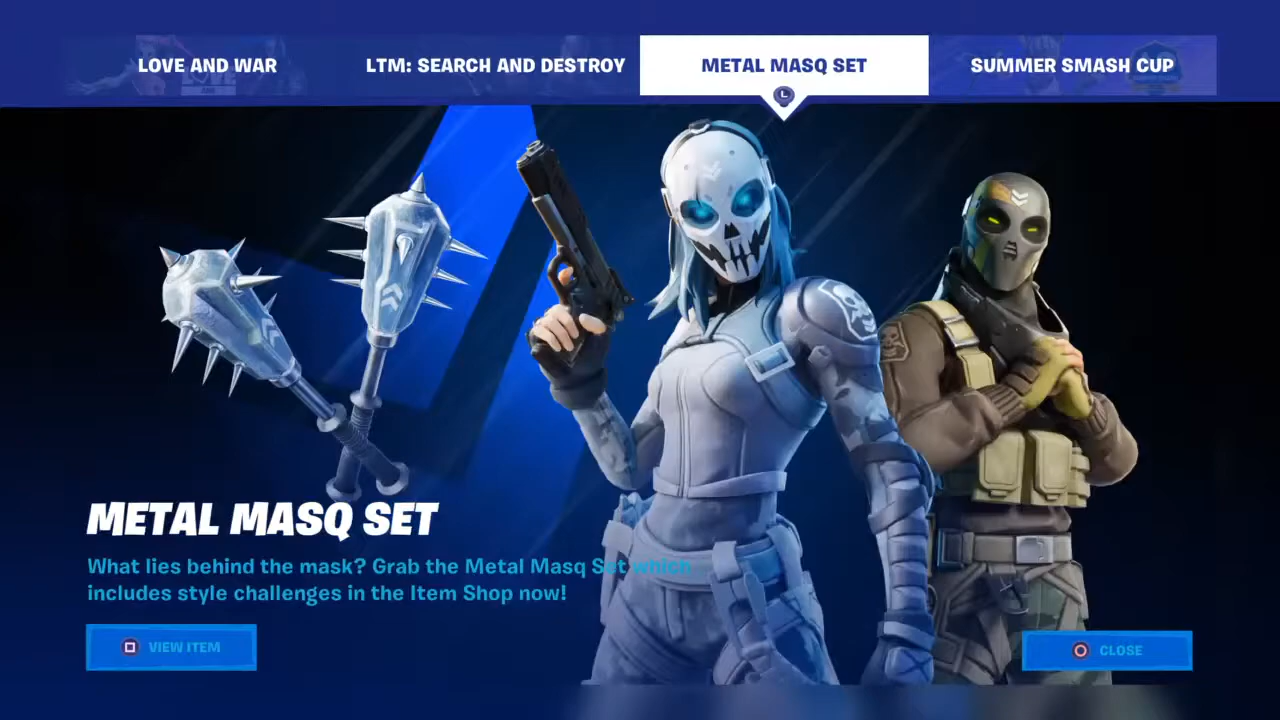 LOVE AND WAR
LTM: SEARCH AND DESTROY
METAL MASQ SET
SUMMER SMASH CUP
L
METAL MASQ SET
What lies behind the mask? Grab the Metal Masq Set which
includes style challenges in the Item Shop now!
VIEW ITEM
CLOSE